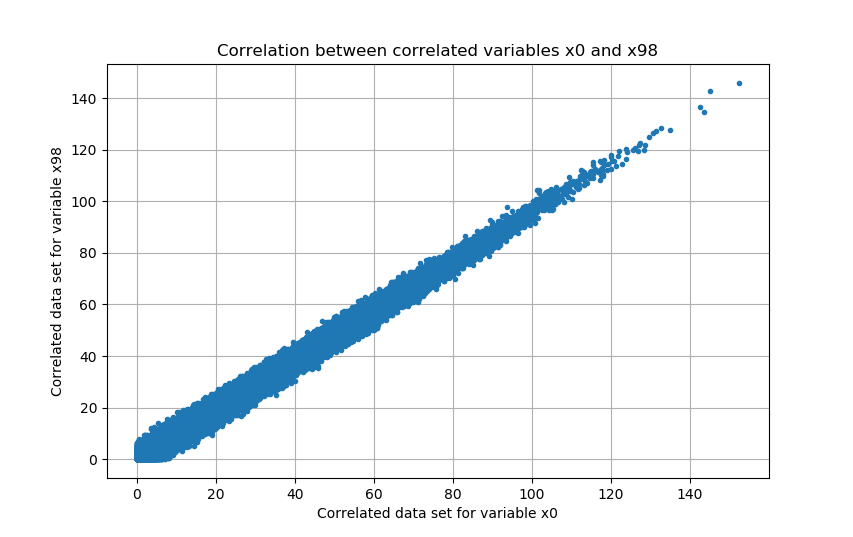 Correlation between correlated variables x0 and x98
140
120
100
80
60
40
20
0
Correlated data set for variable x98
0 20 40 60 80 100 120 140
Correlated data set for variable x0